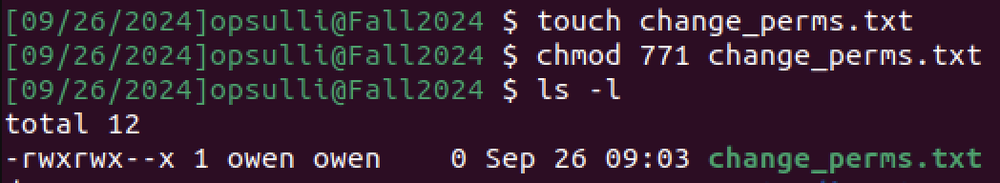 [09/26/2024]opsulli@Fall2024 $ touch change_perms.txt
[09/26/2024]opsulli@Fall2024 $ chmod 771 change_perms.txt
[09/26/2024]opsulli@Fall2024 $ ls -l
total 12
-rwxrwx--x 1 owen owen    0 Sep 26 09:03 change_perms.txt